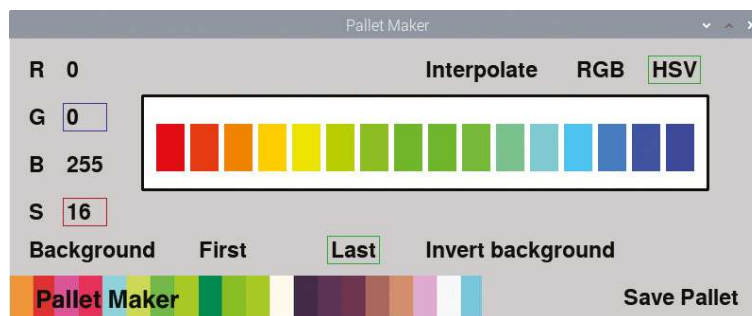 Pallet Maker
R 0 Interpolate RGB HSV
G 0
B 255
S 16
Background First Last Invert background
Pallet Maker Save Pallet